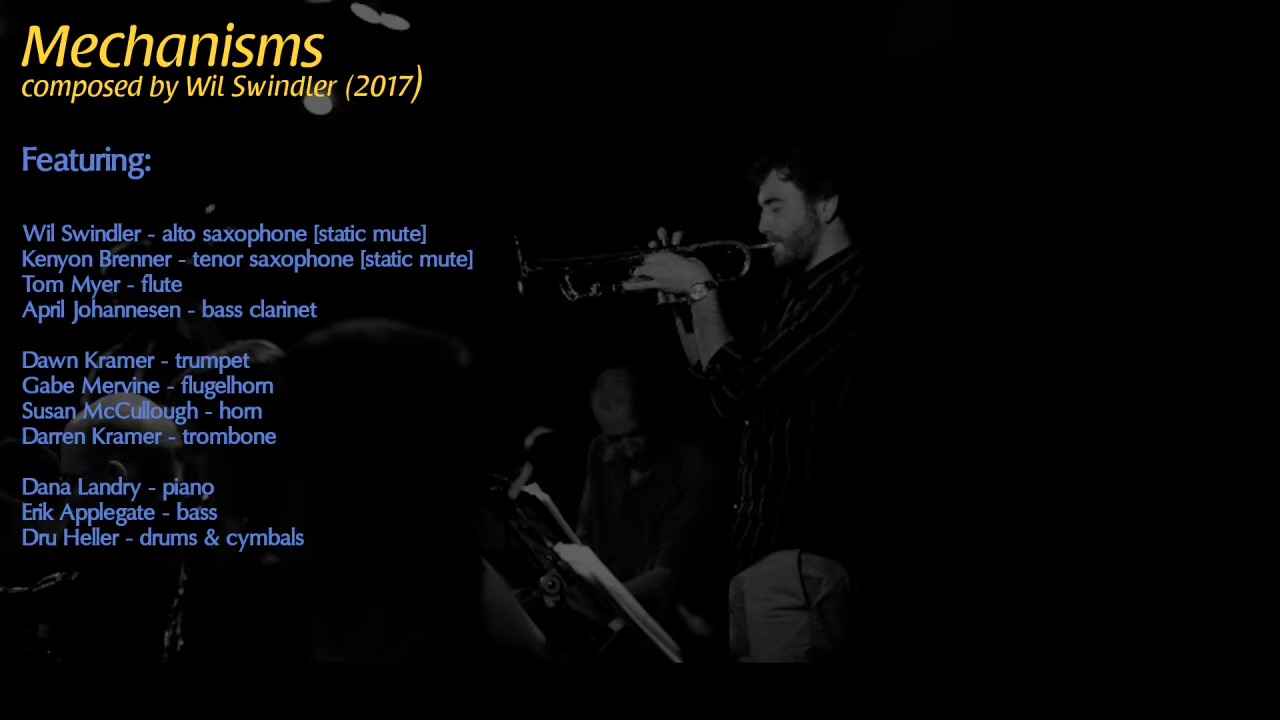 Mechanisms
composed by Wil Swindler (2017)
Featuring:
Wil Swindler - alto saxophone [static mute]
Kenyon Brenner - tenor saxophone [static mute]
Tom Myer - flute
April Johannesen - bass clarinet
Dawn Kramer - trumpet
Gabe Mervine - flugelhorn
Susan McCullough - horn
Darren Kramer - trombone
Dana Landry - piano
Erik Applegate - bass
Dru Heller - drums & cymbals